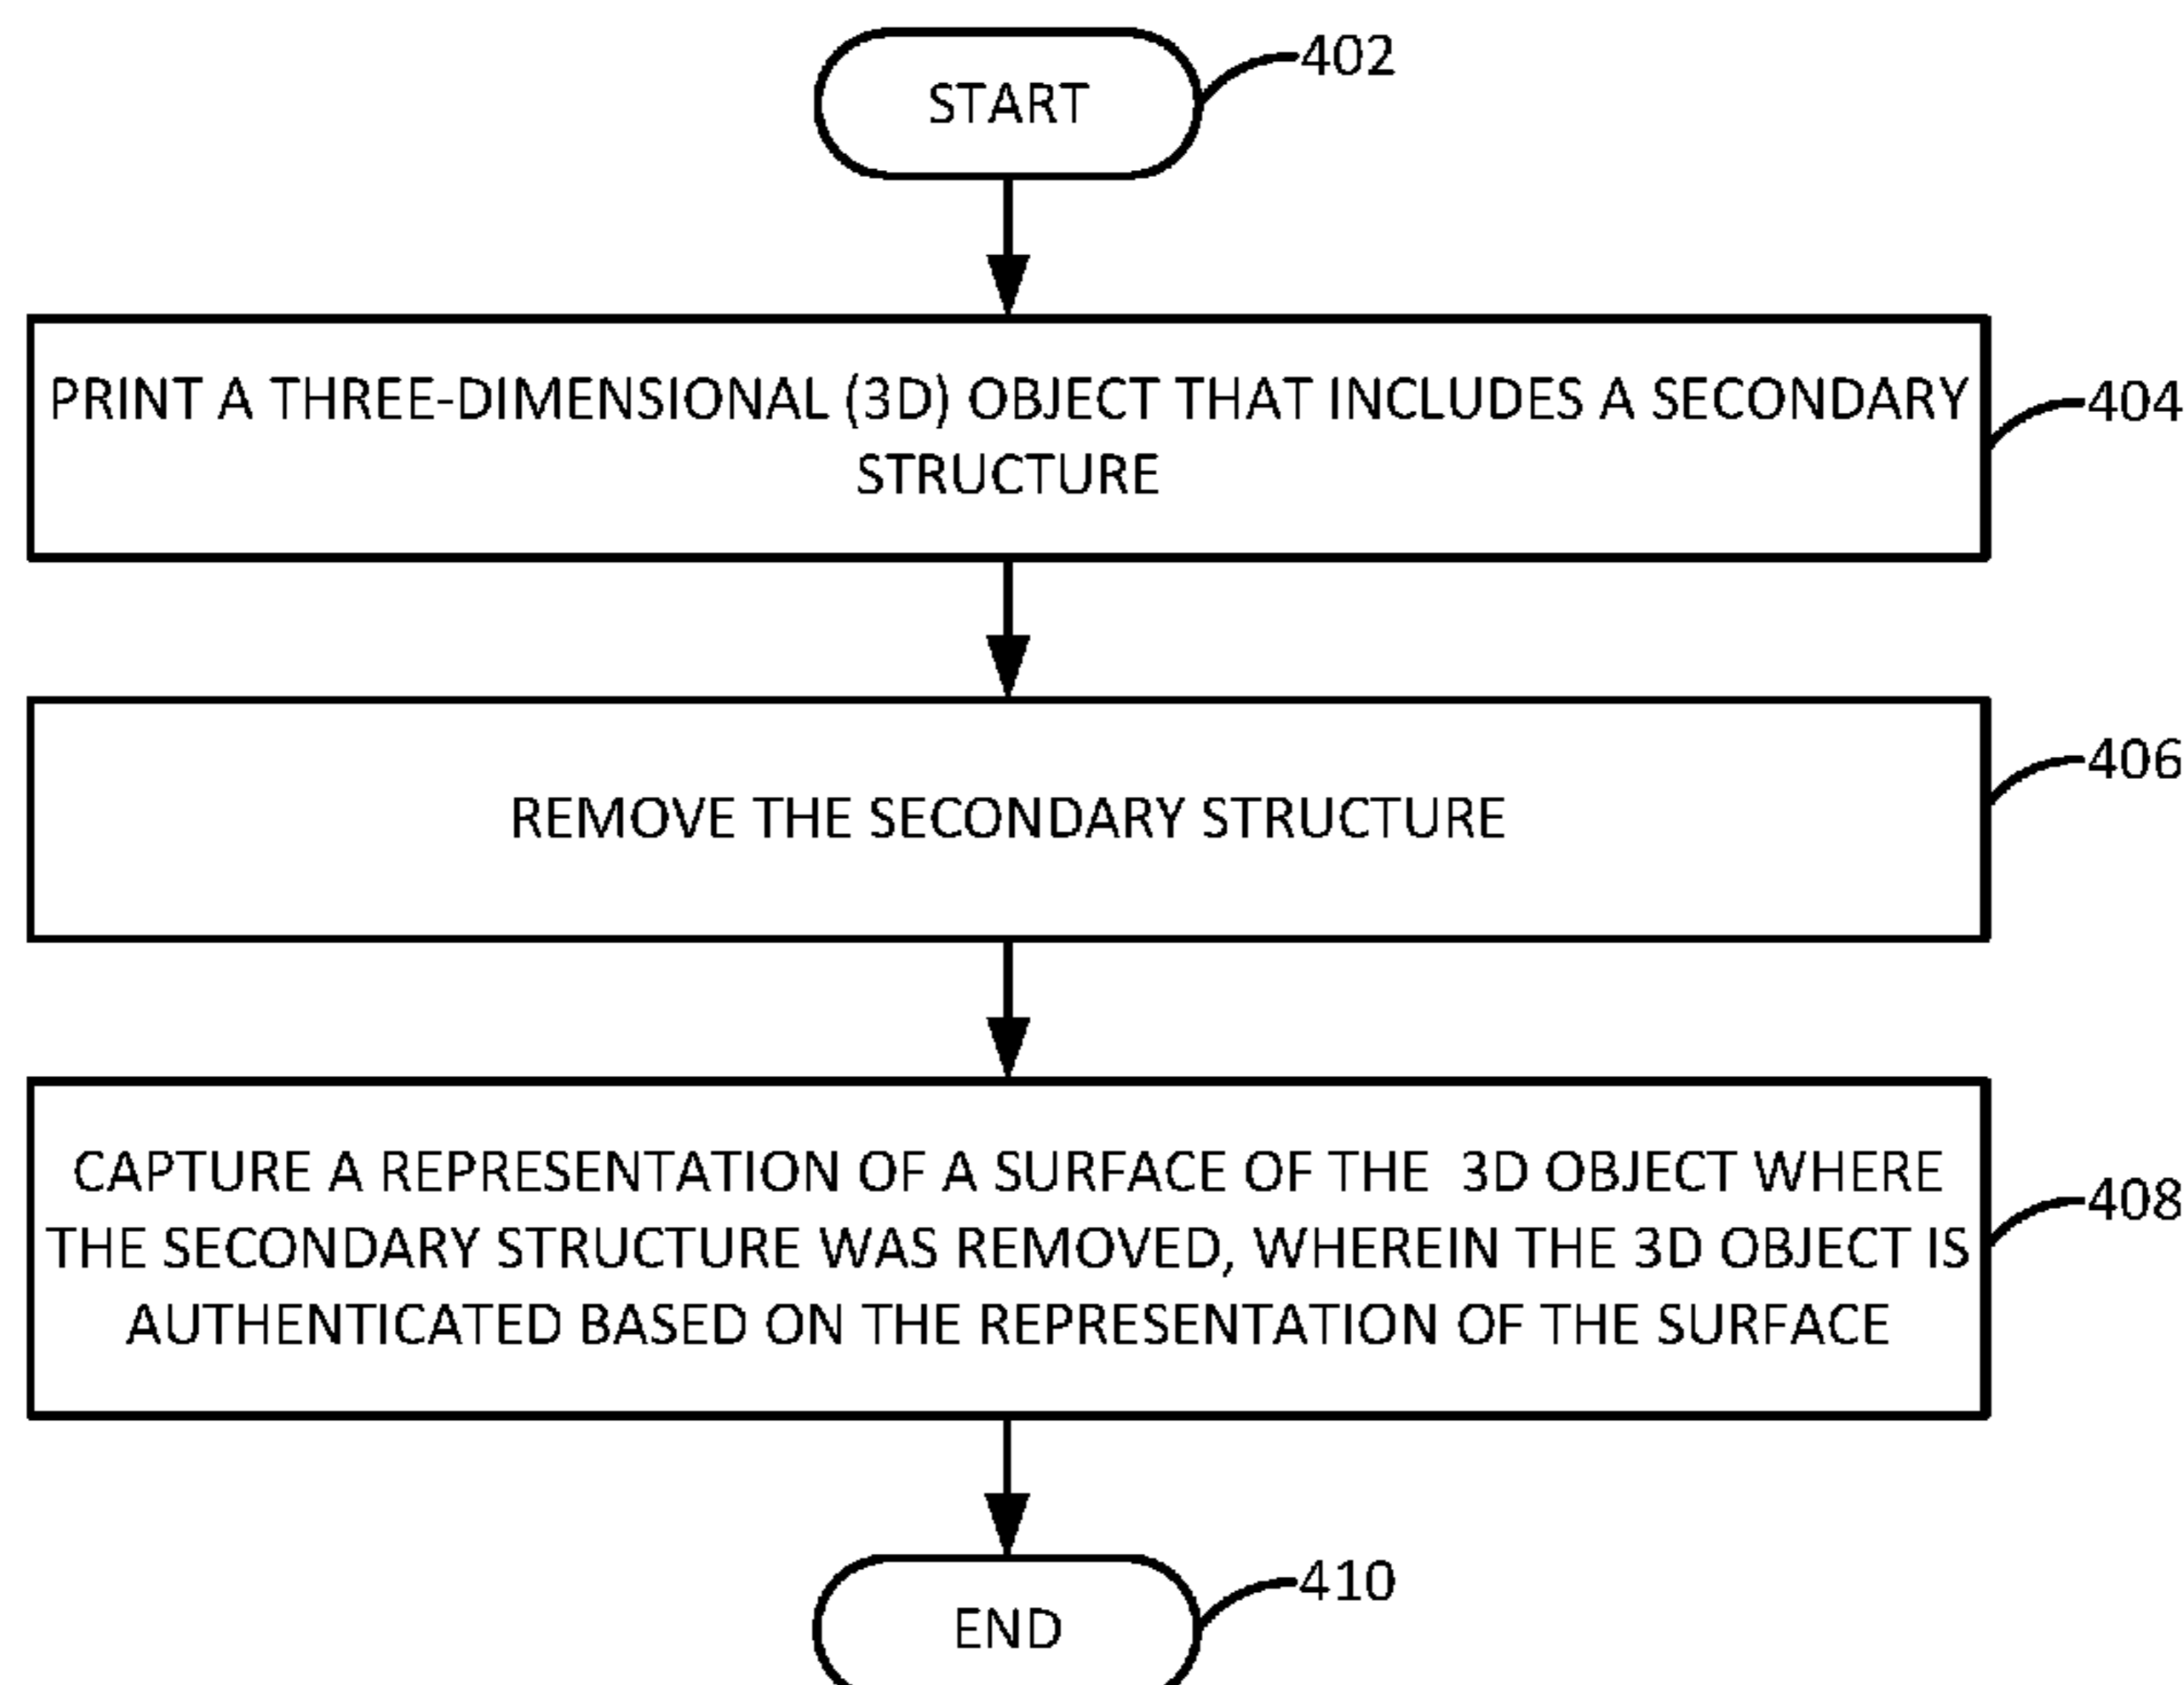 START
402
PRINT A THREE-DIMENSIONAL (3D) OBJECT THAT INCLUDES A SECONDARY
STRUCTURE
404
REMOVE THE SECONDARY STRUCTURE
406
CAPTURE A REPRESENTATION OF A SURFACE OF THE 3D OBJECT WHERE
THE SECONDARY STRUCTURE WAS REMOVED, WHEREIN THE 3D OBJECT IS
AUTHENTICATED BASED ON THE REPRESENTATION OF THE SURFACE
408
END
410